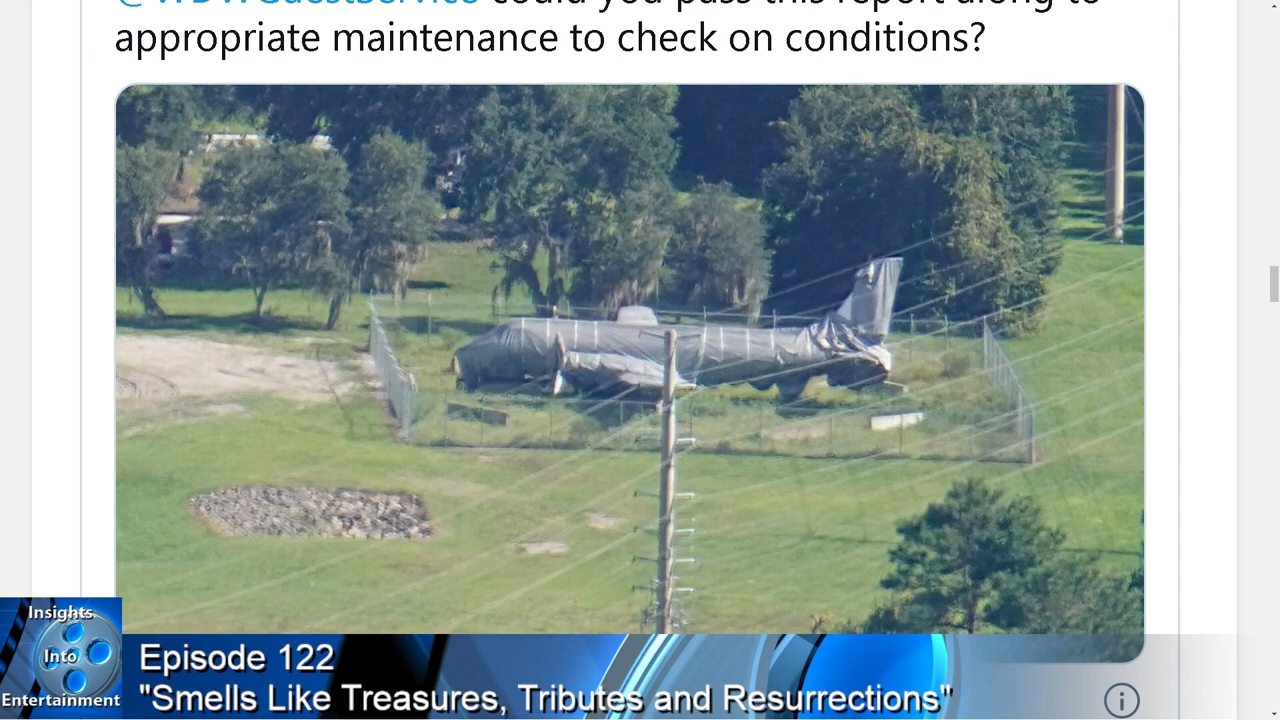 @WDWGuestService could you pass this report along to
appropriate maintenance to check on conditions?
Insights
Into
Entertainment
Episode 122
"Smells Like Treasures, Tributes and Resurrections"